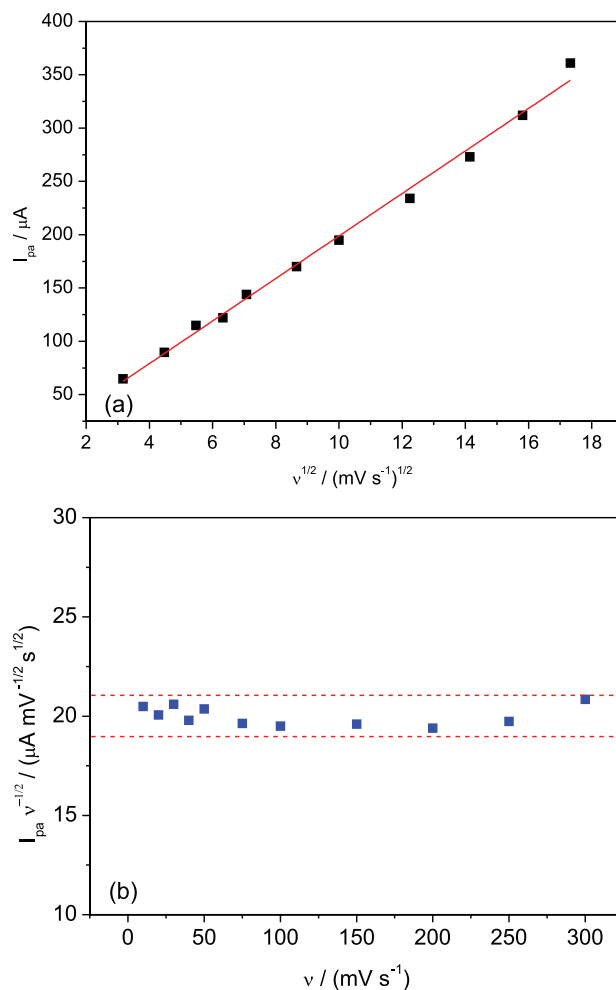 400
350
300
250
200
150
100
50
I_pa / µA
(a)
2 4 6 8 10 12 14 16 18
ν^1/2 / (mV s^-1)^1/2
30
25
20
15
10
I_pa ν^-1/2 / (µA mV^-1/2 s^1/2)
(b)
0 50 100 150 200 250 300
ν / (mV s^-1)